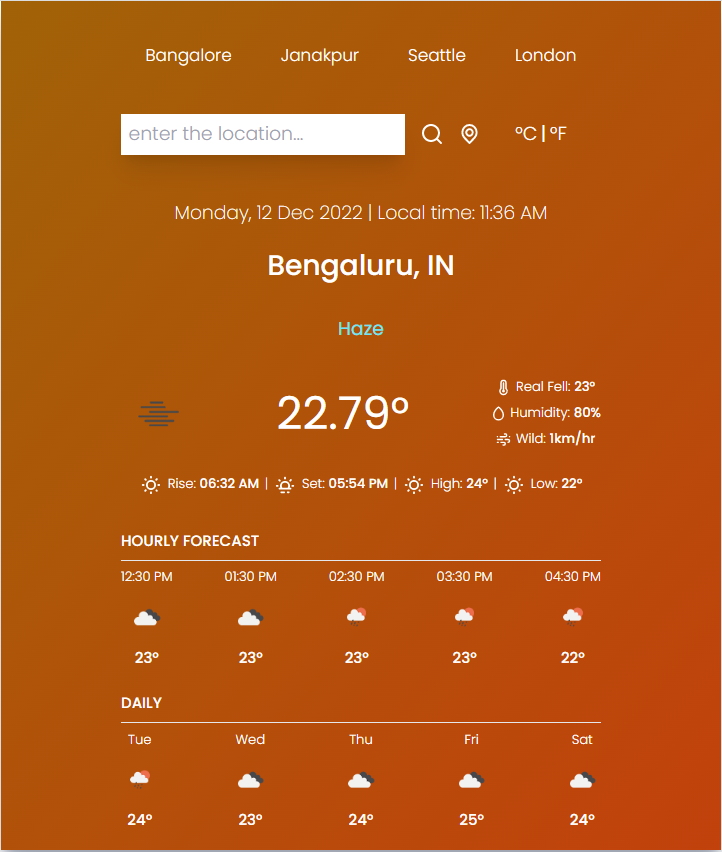 Bangalore Janakpur Seattle London
enter the location... °C | °F
Monday, 12 Dec 2022 | Local time: 11:36 AM
Bengaluru, IN
Haze
22.79°
Real Fell: 23°
Humidity: 80%
Wild: 1km/hr
Rise: 06:32 AM | Set: 05:54 PM | High: 24° | Low: 22°
HOURLY FORECAST
12:30 PM 01:30 PM 02:30 PM 03:30 PM 04:30 PM
23° 23° 23° 23° 22°
DAILY
Tue Wed Thu Fri Sat
24° 23° 24° 25° 24°